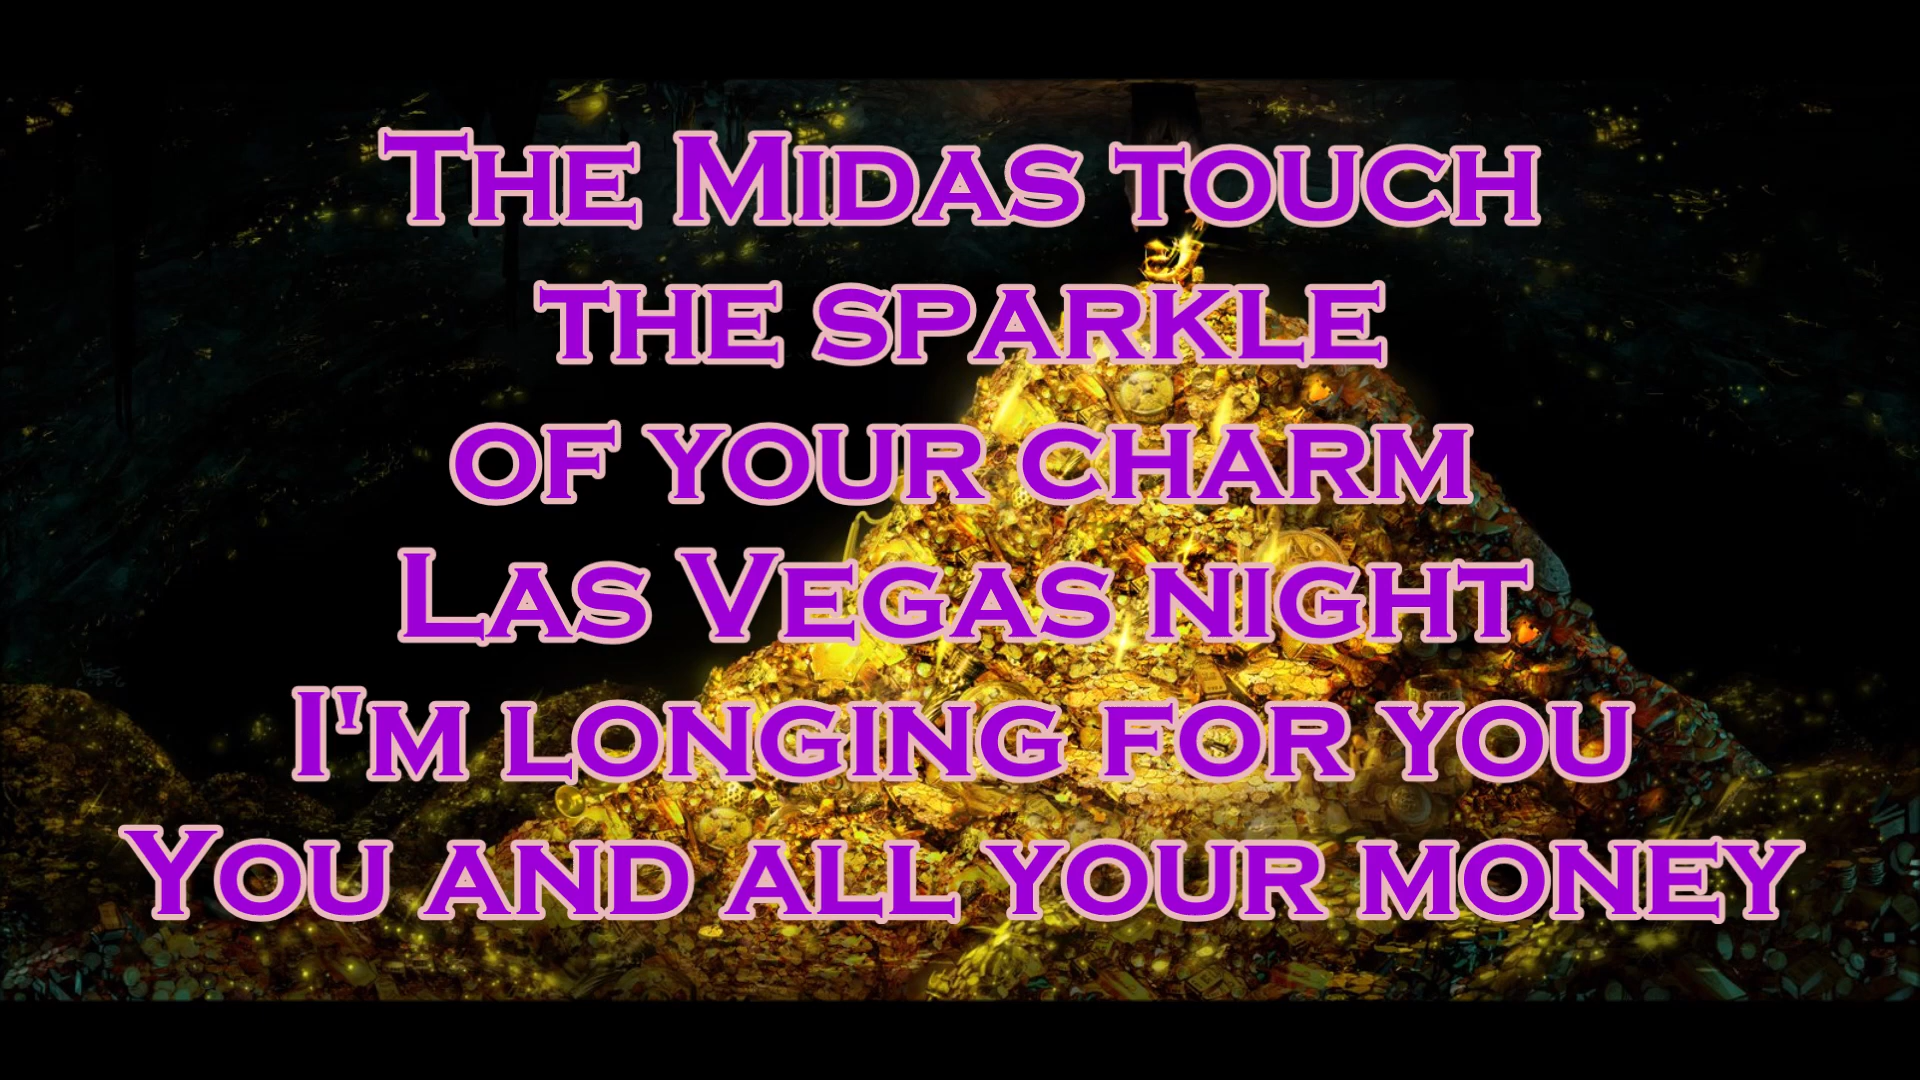 The Midas touch
the sparkle
of your charm
Las Vegas night
I'm longing for you
You and all your money